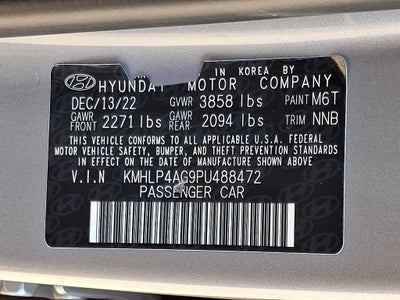 IN KOREA BY
HYUNDAI MOTOR COMPANY
DEC/13/22 GVWR 3858 lbs PAINT M6T
GAWR FRONT 2271 lbs GAWR REAR 2094 lbs TRIM NNB
THIS VEHICLE CONFORMS TO ALL APPLICABLE U.S.A. FEDERAL
MOTOR VEHICLE SAFETY, BUMPER, AND THEFT PREVENTION STANDARDS
IN EFFECT ON THE DATE OF MANUFACTURE SHOWN ABOVE.
V.I.N KMHLP4AG9PU488472
PASSENGER CAR